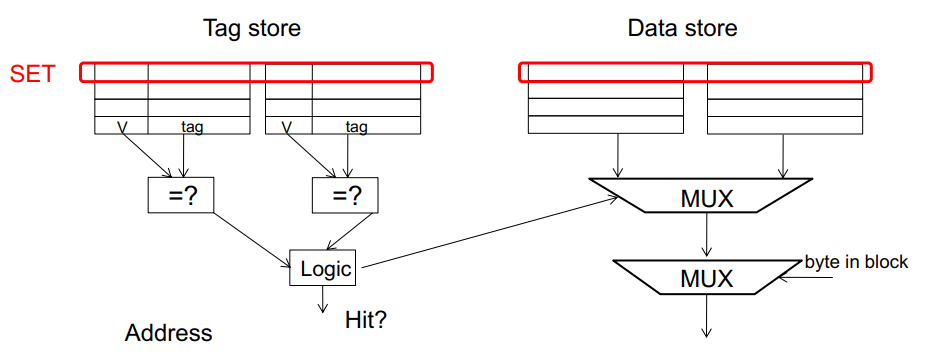 Tag store
Data store
SET
V
tag
V
tag
=?
=?
MUX
Logic
byte in block
MUX
Hit?
Address